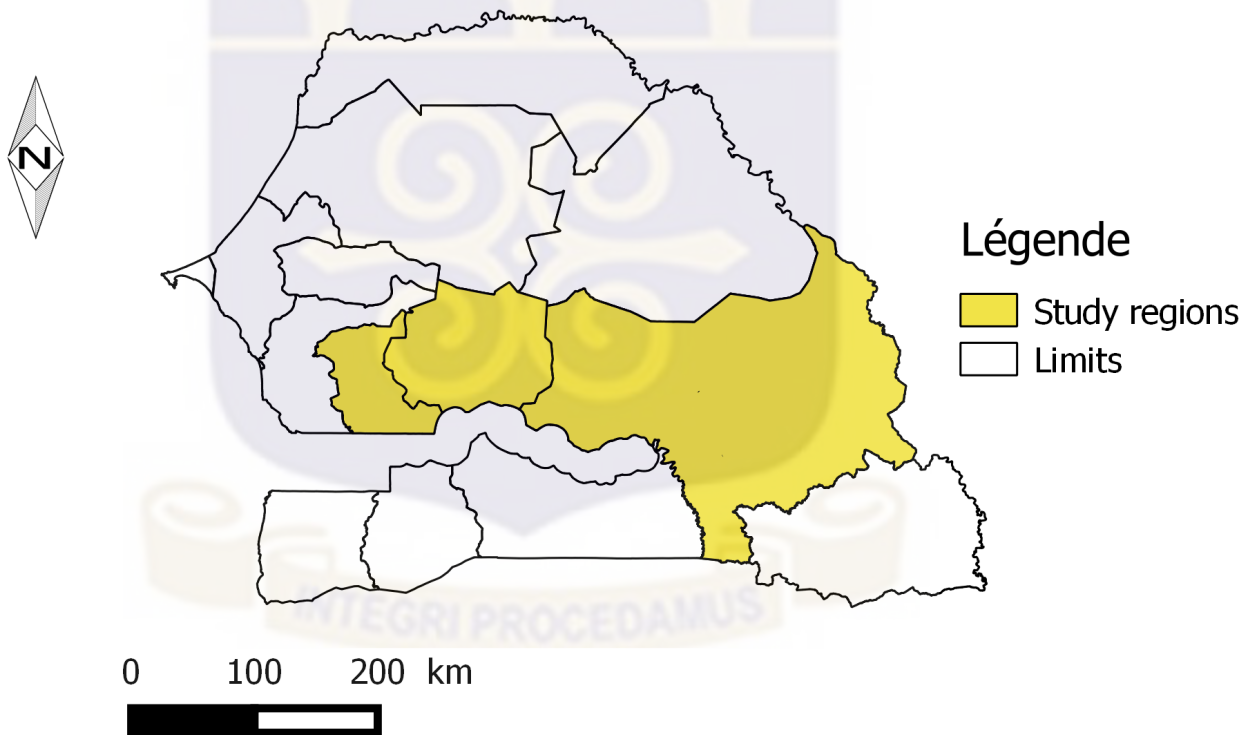 N
Légende
Study regions
Limits
INTEGRI PROCEDAMUS
0 100 200 km